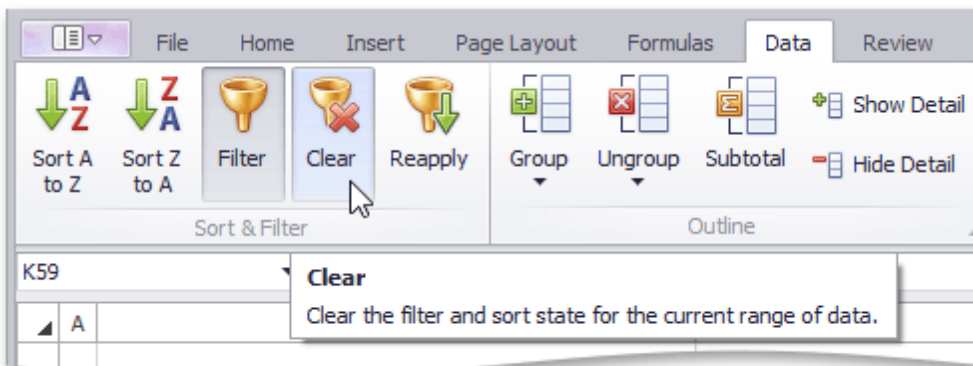 File Home Insert Page Layout Formulas Data Review
A
Z
Z
A
Sort A
to Z
Sort Z
to A
Filter
Clear
Reapply
Group
Ungroup
Subtotal
Show Detail
Hide Detail
Sort & Filter
Outline
K59
Clear
Clear the filter and sort state for the current range of data.
A